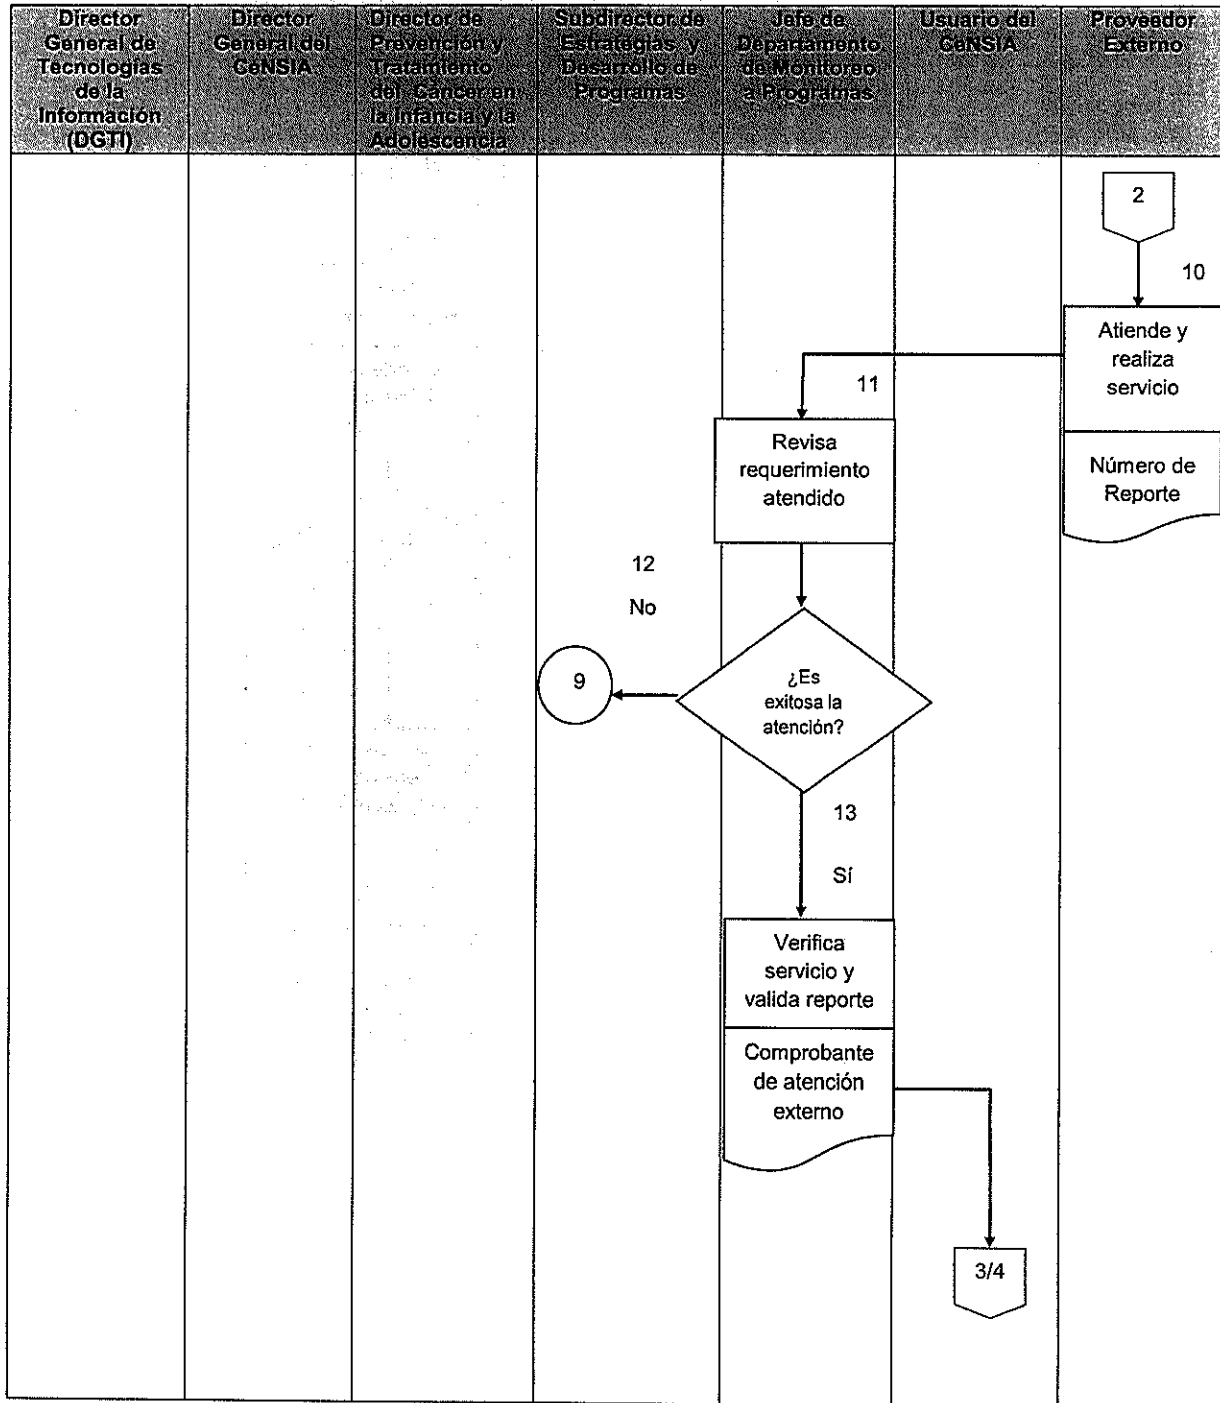 Director
General de
Tecnologías
de la
Información
(DGTI)
Director
General del
CeNSIA
Director de
Prevención y
Tratamiento
del Cáncer en
la Infancia y la
Adolescencia
Subdirector de
Estrategias y
Desarrollo de
Programas
Jefe de
Departamento
de Monitoreo
a Programas
Usuario del
CeNSIA
Proveedor
Externo
2
10
Atiende y
realiza
servicio
Número de
Reporte
11
Revisa
requerimiento
atendido
12
No
9
¿Es
exitosa la
atención?
13
Sí
Verifica
servicio y
valida reporte
Comprobante
de atención
externo
3/4